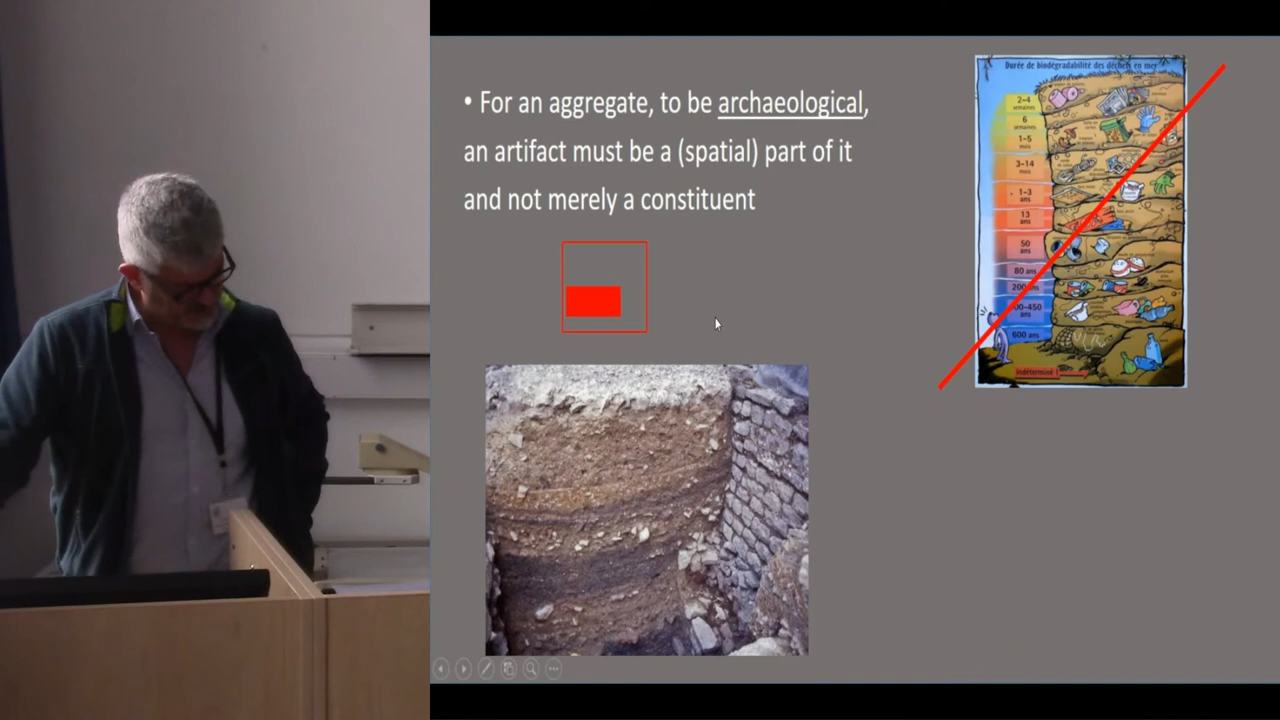 • For an aggregate, to be archaeological,
an artifact must be a (spatial) part of it
and not merely a constituent
Durée de biodégradabilité des déchets en mer
2-4
semaines
6
semaines
1-5
mois
3-14
mois
1-3
ans
13
ans
50
ans
80 ans
600 ans
indéterminé !